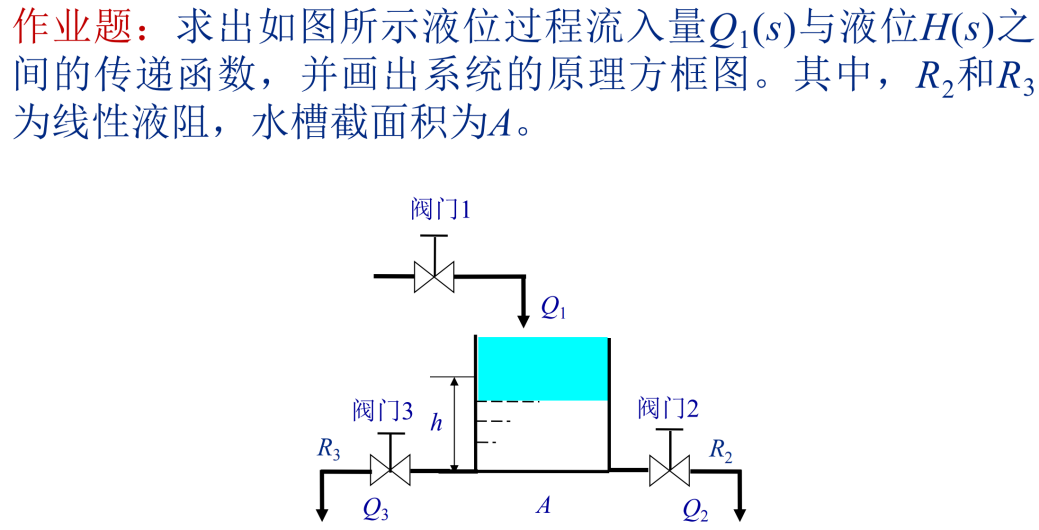 作业题：求出如图所示液位过程流入量Q₁(s)与液位H(s)之
间的传递函数，并画出系统的原理方框图。其中，R₂和R₃
为线性液阻，水槽截面积为A。
阀门1
Q₁
阀门3
h
阀门2
R₃
R₂
Q₃
A
Q₂